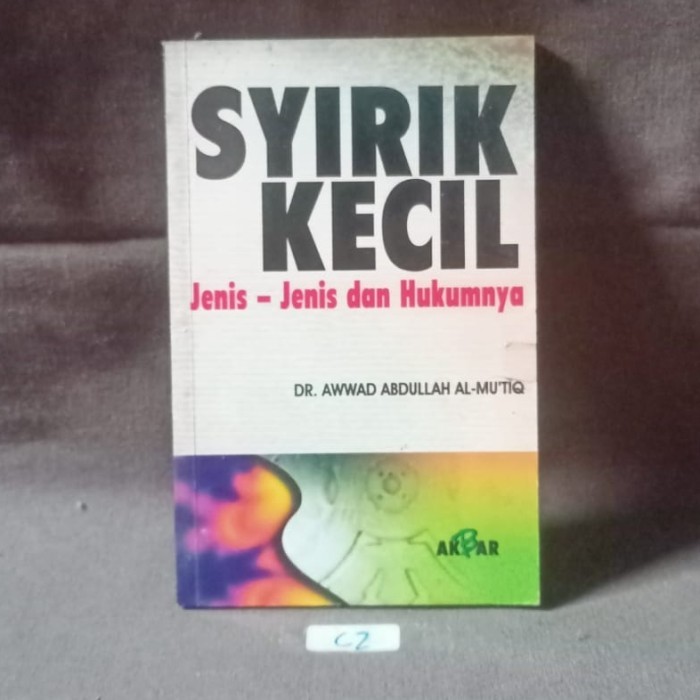 SYIRIK
KECIL
Jenis - Jenis dan Hukumnya
DR. AWWAD ABDULLAH AL-MU'TIQ
AKBAR
C2